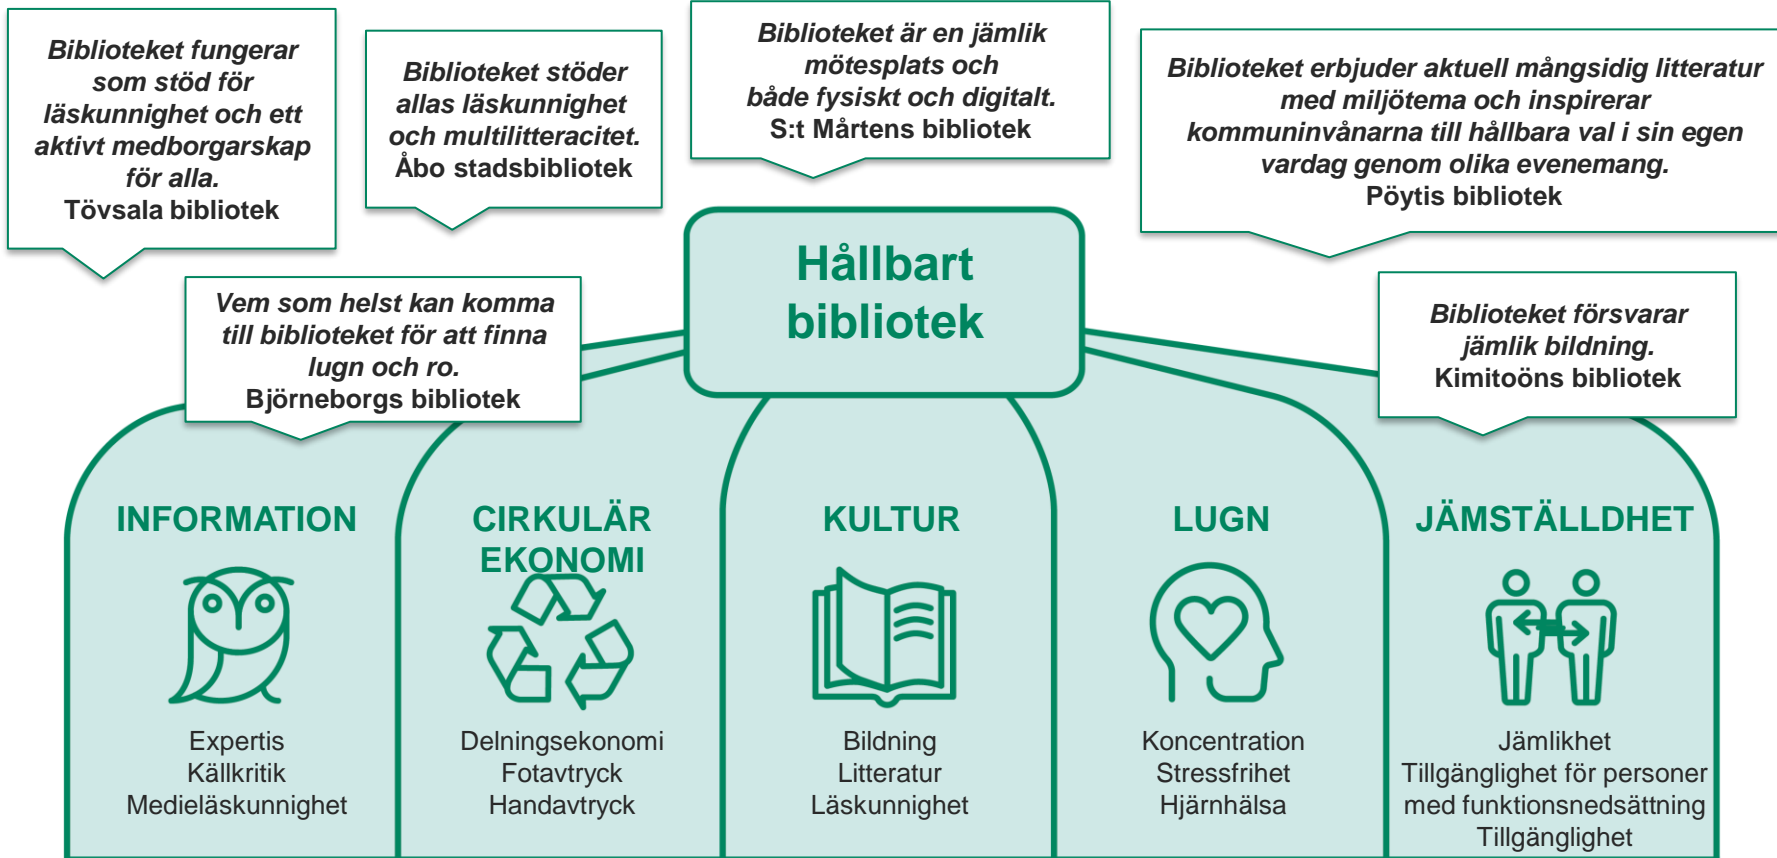 Biblioteket fungerar
som stöd för
läskunnighet och ett
aktivt medborgarskap
för alla.
Tövsala bibliotek
Biblioteket stöder
allas läskunnighet
och multilitteracitet.
Åbo stadsbibliotek
Biblioteket är en jämlik
mötesplats och
både fysiskt och digitalt.
S:t Mårtens bibliotek
Biblioteket erbjuder aktuell mångsidig litteratur
med miljötema och inspirerar
kommuninvånarna till hållbara val i sin egen
vardag genom olika evenemang.
Pöytis bibliotek
Vem som helst kan komma
till biblioteket för att finna
lugn och ro.
Björneborgs bibliotek
Hållbart
bibliotek
Biblioteket försvarar
jämlik bildning.
Kimitoöns bibliotek
INFORMATION
Expertis
Källkritik
Medieläskunnighet
CIRKULÄR
EKONOMI
Delningsekonomi
Fotavtryck
Handavtryck
KULTUR
Bildning
Litteratur
Läskunnighet
LUGN
Koncentration
Stressfrihet
Hjärnhälsa
JÄMSTÄLLDHET
Jämlikhet
Tillgänglighet för personer
med funktionsnedsättning
Tillgänglighet